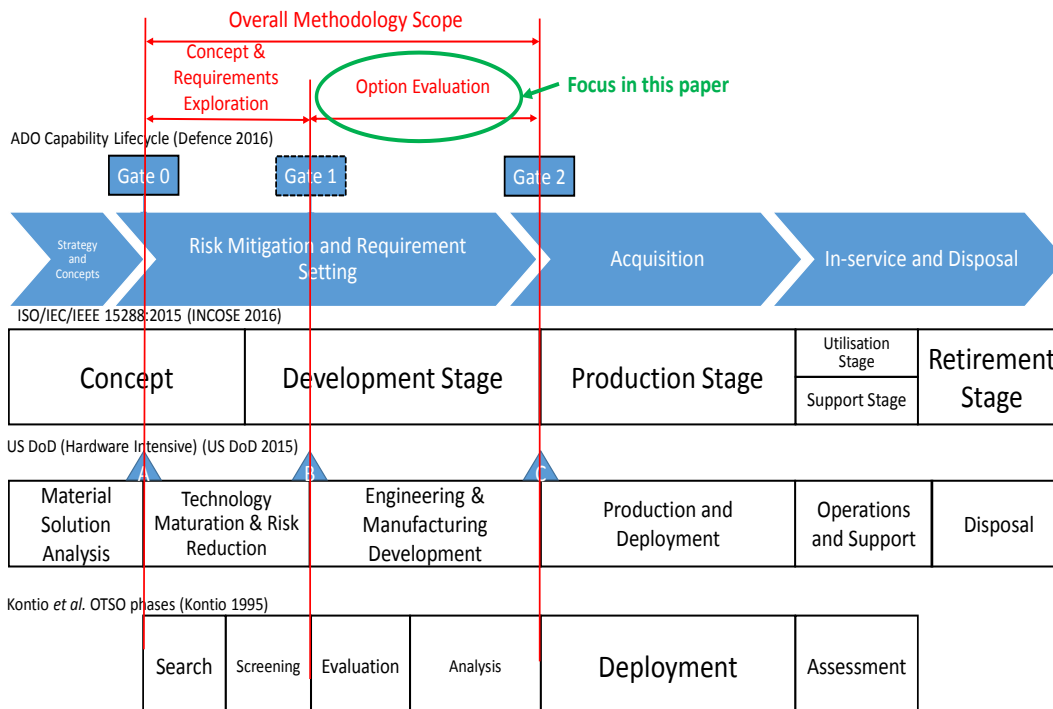 Overall Methodology Scope
Concept &
Requirements
Exploration
Option Evaluation
Focus in this paper
ADO Capability Lifecycle (Defence 2016)
Gate 0
Gate 1
Gate 2
Strategy
and
Concepts
Risk Mitigation and Requirement
Setting
Acquisition
In-service and Disposal
ISO/IEC/IEEE 15288:2015 (INCOSE 2016)
Concept
Development Stage
Production Stage
Utilisation
Stage
Support Stage
Retirement
Stage
US DoD (Hardware Intensive) (US DoD 2015)
A
B
C
Material
Solution
Analysis
Technology
Maturation & Risk
Reduction
Engineering &
Manufacturing
Development
Production and
Deployment
Operations
and Support
Disposal
Kontio et al. OTSO phases (Kontio 1995)
Search
Screening
Evaluation
Analysis
Deployment
Assessment